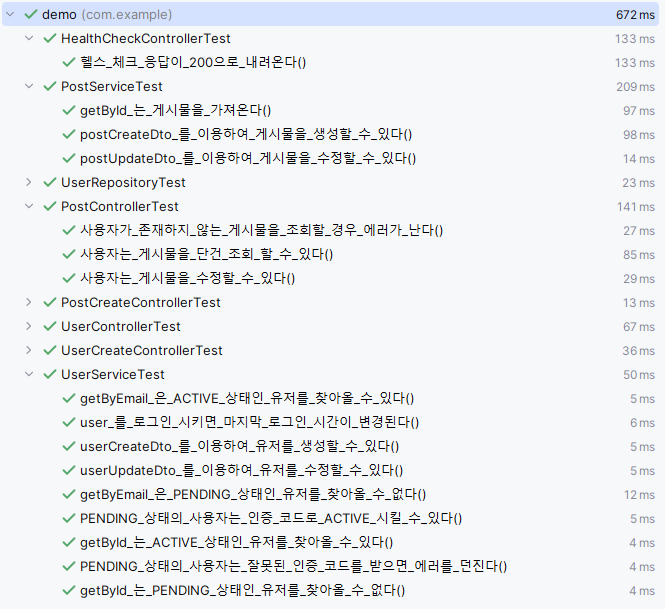 demo (com.example) 672 ms
HealthCheckControllerTest 133 ms
헬스_체크_응답이_200으로_내려온다() 133 ms
PostServiceTest 209 ms
getById_는_게시물을_가져온다() 97 ms
postCreateDto_를_이용하여_게시물을_생성할_수_있다() 98 ms
postUpdateDto_를_이용하여_게시물을_수정할_수_있다() 14 ms
UserRepositoryTest 23 ms
PostControllerTest 141 ms
사용자가_존재하지_않는_게시물을_조회할_경우_에러가_난다() 27 ms
사용자는_게시물을_단건_조회_할_수_있다() 85 ms
사용자는_게시물을_수정할_수_있다() 29 ms
PostCreateControllerTest 13 ms
UserControllerTest 67 ms
UserCreateControllerTest 36 ms
UserServiceTest 50 ms
getByEmail_은_ACTIVE_상태인_유저를_찾아올_수_있다() 5 ms
user_를_로그인_시키면_마지막_로그인_시간이_변경된다() 6 ms
userCreateDto_를_이용하여_유저를_생성할_수_있다() 5 ms
userUpdateDto_를_이용하여_유저를_수정할_수_있다() 5 ms
getByEmail_은_PENDING_상태인_유저를_찾아올_수_없다() 12 ms
PENDING_상태의_사용자는_인증_코드로_ACTIVE_시킬_수_있다() 5 ms
getById_는_ACTIVE_상태인_유저를_찾아올_수_있다() 4 ms
PENDING_상태의_사용자는_잘못된_인증_코드를_받으면_에러를_던진다() 4 ms
getById_는_PENDING_상태인_유저를_찾아올_수_없다() 4 ms